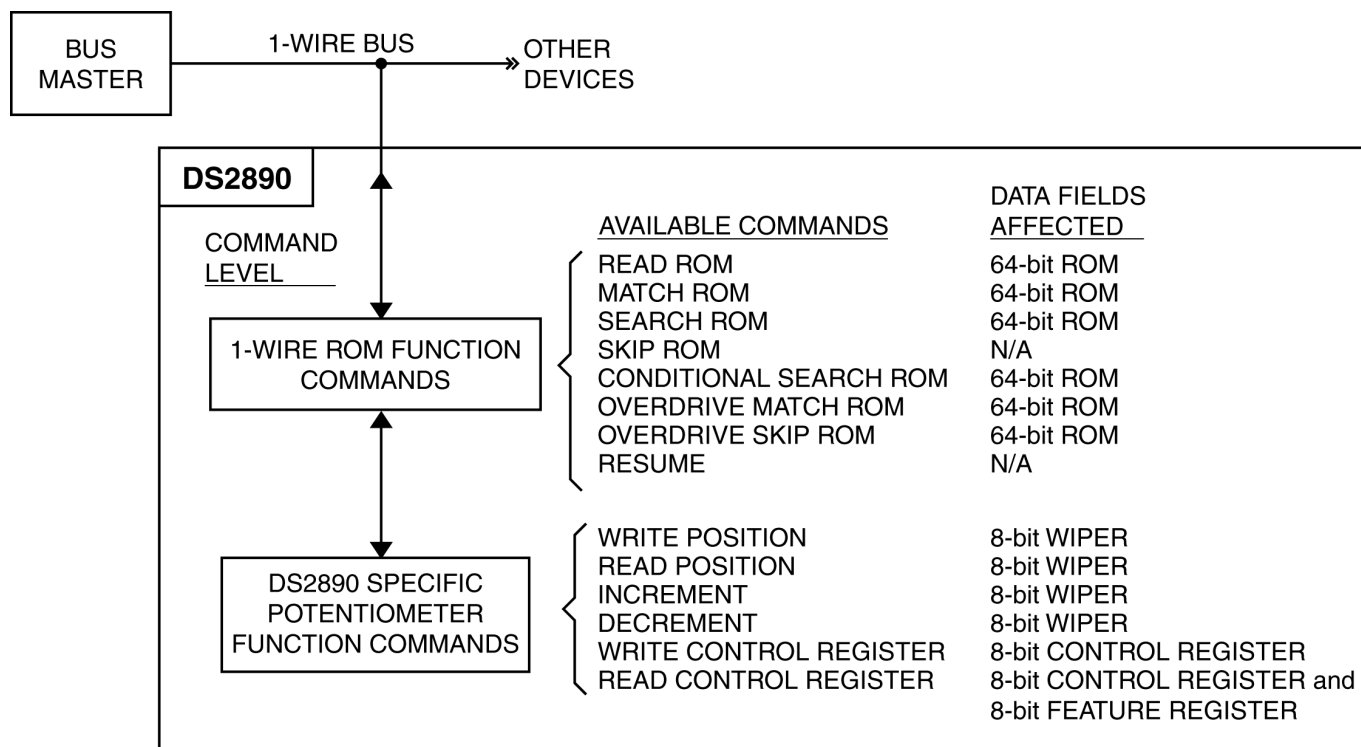 BUS
MASTER
1-WIRE BUS
OTHER
DEVICES
DS2890
COMMAND
LEVEL
AVAILABLE COMMANDS
DATA FIELDS
AFFECTED
1-WIRE ROM FUNCTION
COMMANDS
READ ROM 64-bit ROM
MATCH ROM 64-bit ROM
SEARCH ROM 64-bit ROM
SKIP ROM N/A
CONDITIONAL SEARCH ROM 64-bit ROM
OVERDRIVE MATCH ROM 64-bit ROM
OVERDRIVE SKIP ROM 64-bit ROM
RESUME N/A
DS2890 SPECIFIC
POTENTIOMETER
FUNCTION COMMANDS
WRITE POSITION 8-bit WIPER
READ POSITION 8-bit WIPER
INCREMENT 8-bit WIPER
DECREMENT 8-bit WIPER
WRITE CONTROL REGISTER 8-bit CONTROL REGISTER
READ CONTROL REGISTER 8-bit CONTROL REGISTER and
8-bit FEATURE REGISTER